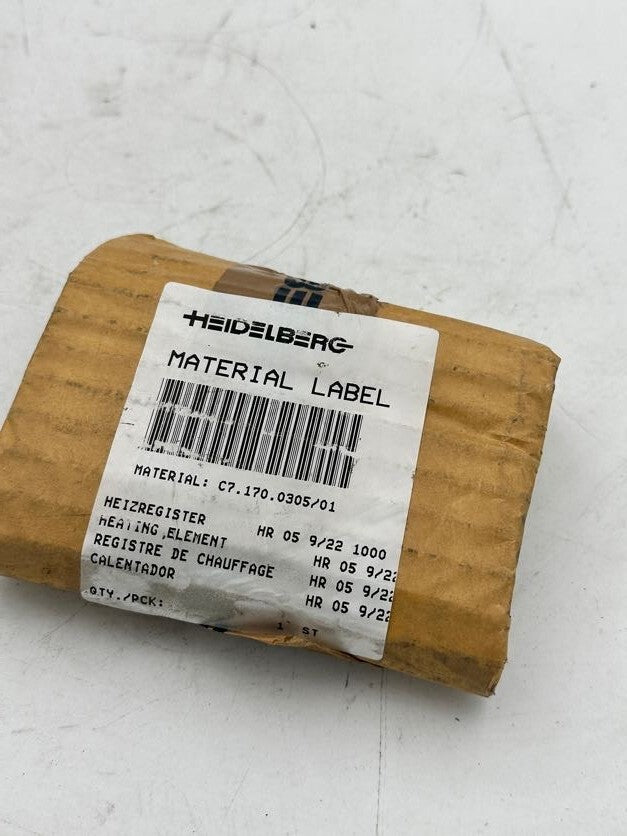 HEIDELBERG
MATERIAL LABEL
MATERIAL: C7.170.0305/01
HEIZREGISTER HR 05 9/22 1000
HEATING,ELEMENT HR 05 9/22
REGISTRE DE CHAUFFAGE HR 05 9/22
CALENTADOR HR 05 9/22
QTY./PCK: 1 ST